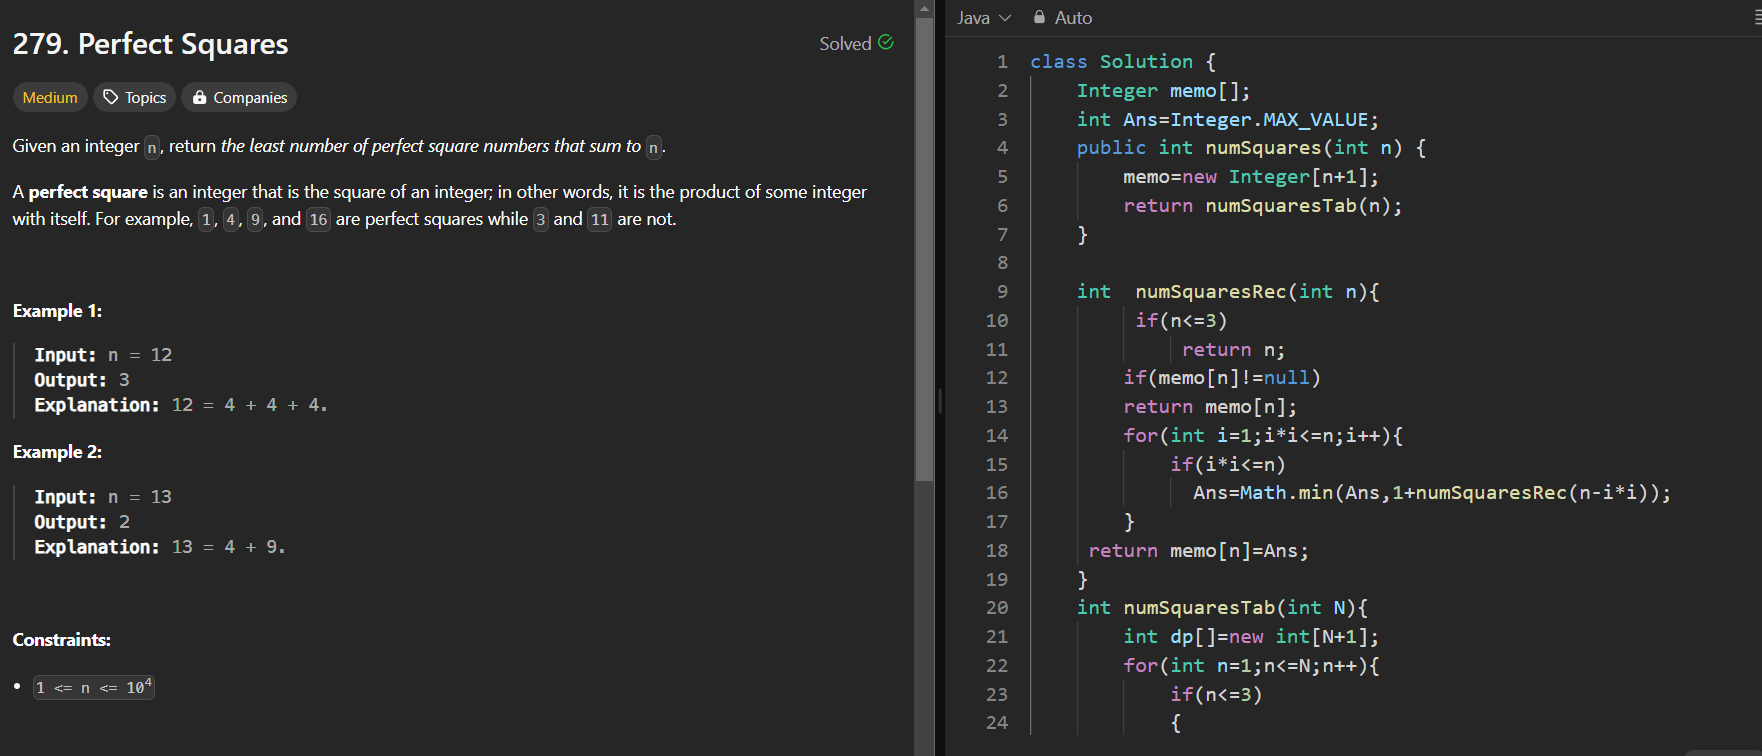 279. Perfect Squares
Solved
Medium
Topics
Companies
Given an integer n, return the least number of perfect square numbers that sum to n.
A perfect square is an integer that is the square of an integer; in other words, it is the product of some integer
with itself. For example, 1, 4, 9, and 16 are perfect squares while 3 and 11 are not.
Example 1:
Input: n = 12
Output: 3
Explanation: 12 = 4 + 4 + 4.
Example 2:
Input: n = 13
Output: 2
Explanation: 13 = 4 + 9.
Constraints:
• 1 <= n <= 10⁴
Java
Auto
1 class Solution {
2     Integer memo[];
3     int Ans=Integer.MAX_VALUE;
4     public int numSquares(int n) {
5         memo=new Integer[n+1];
6         return numSquaresTab(n);
7     }
8
9     int  numSquaresRec(int n){
10          if(n<=3)
11              return n;
12         if(memo[n]!=null)
13         return memo[n];
14         for(int i=1;i*i<=n;i++){
15             if(i*i<=n)
16               Ans=Math.min(Ans,1+numSquaresRec(n-i*i));
17         }
18      return memo[n]=Ans;
19     }
20     int numSquaresTab(int N){
21         int dp[]=new int[N+1];
22         for(int n=1;n<=N;n++){
23             if(n<=3)
24             {